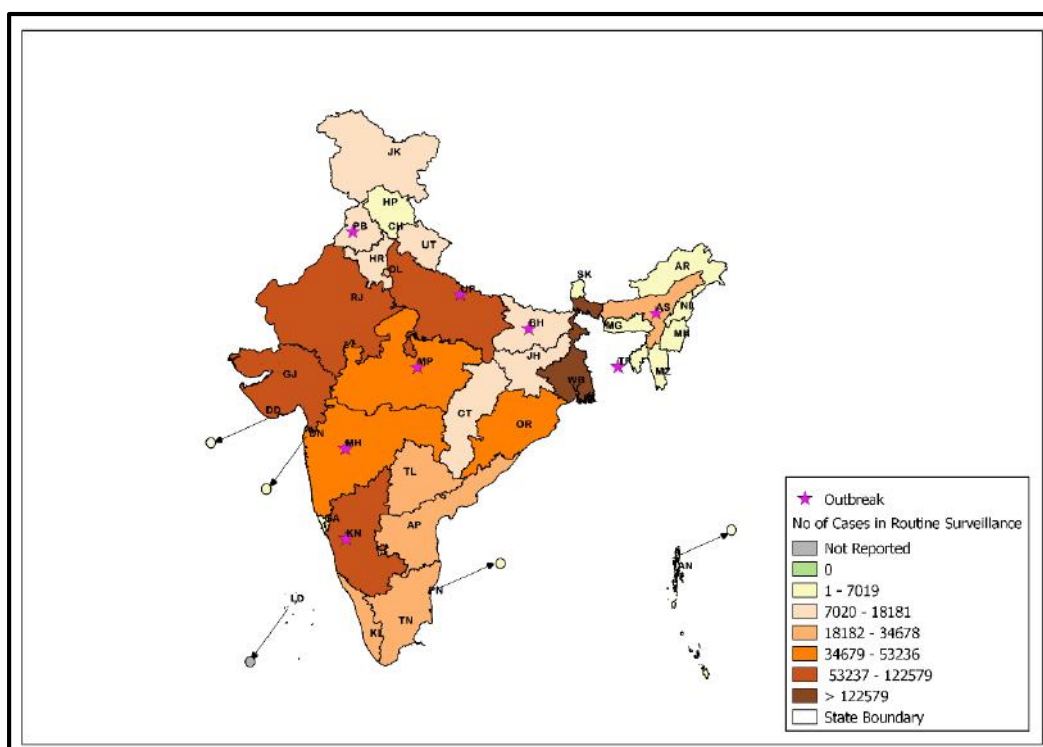 JK
HP
CH
PB
UT
HR
DL
SK
AR
RJ
UP
AS
BH
MG
MN
TR
MP
JH
MZ
GJ
WB
CT
DD
OR
DN
MH
TL
GA
AP
KN
AN
PN
LD
TN
KL
Outbreak
No of Cases in Routine Surveillance
Not Reported
0
1 - 7019
7020 - 18181
18182 - 34678
34679 - 53236
53237 - 122579
> 122579
State Boundary